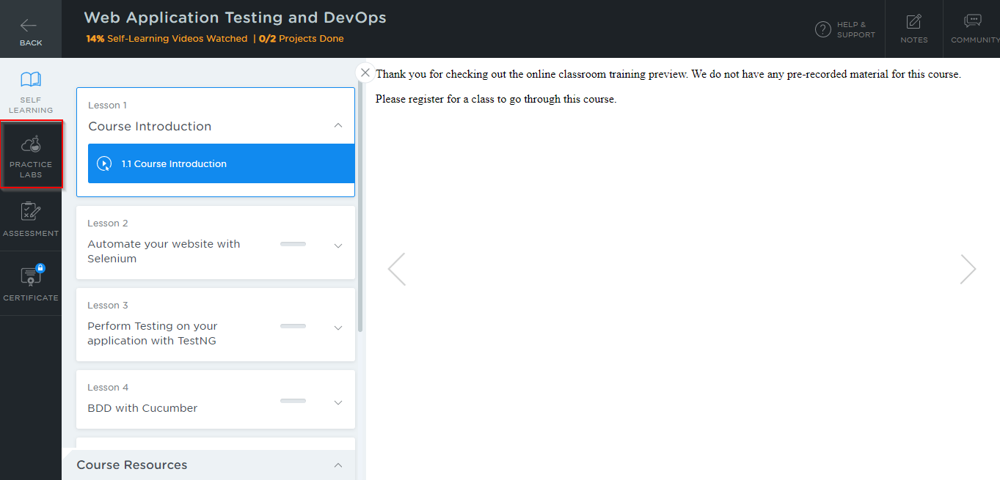 BACK
Web Application Testing and DevOps
14% Self-Learning Videos Watched | 0/2 Projects Done
HELP &
SUPPORT
NOTES
COMMUNITY
SELF
LEARNING
PRACTICE
LABS
ASSESSMENT
CERTIFICATE
Lesson 1
Course Introduction
1.1 Course Introduction
Lesson 2
Automate your website with
Selenium
Lesson 3
Perform Testing on your
application with TestNG
Lesson 4
BDD with Cucumber
Course Resources
Thank you for checking out the online classroom training preview. We do not have any pre-recorded material for this course.
Please register for a class to go through this course.